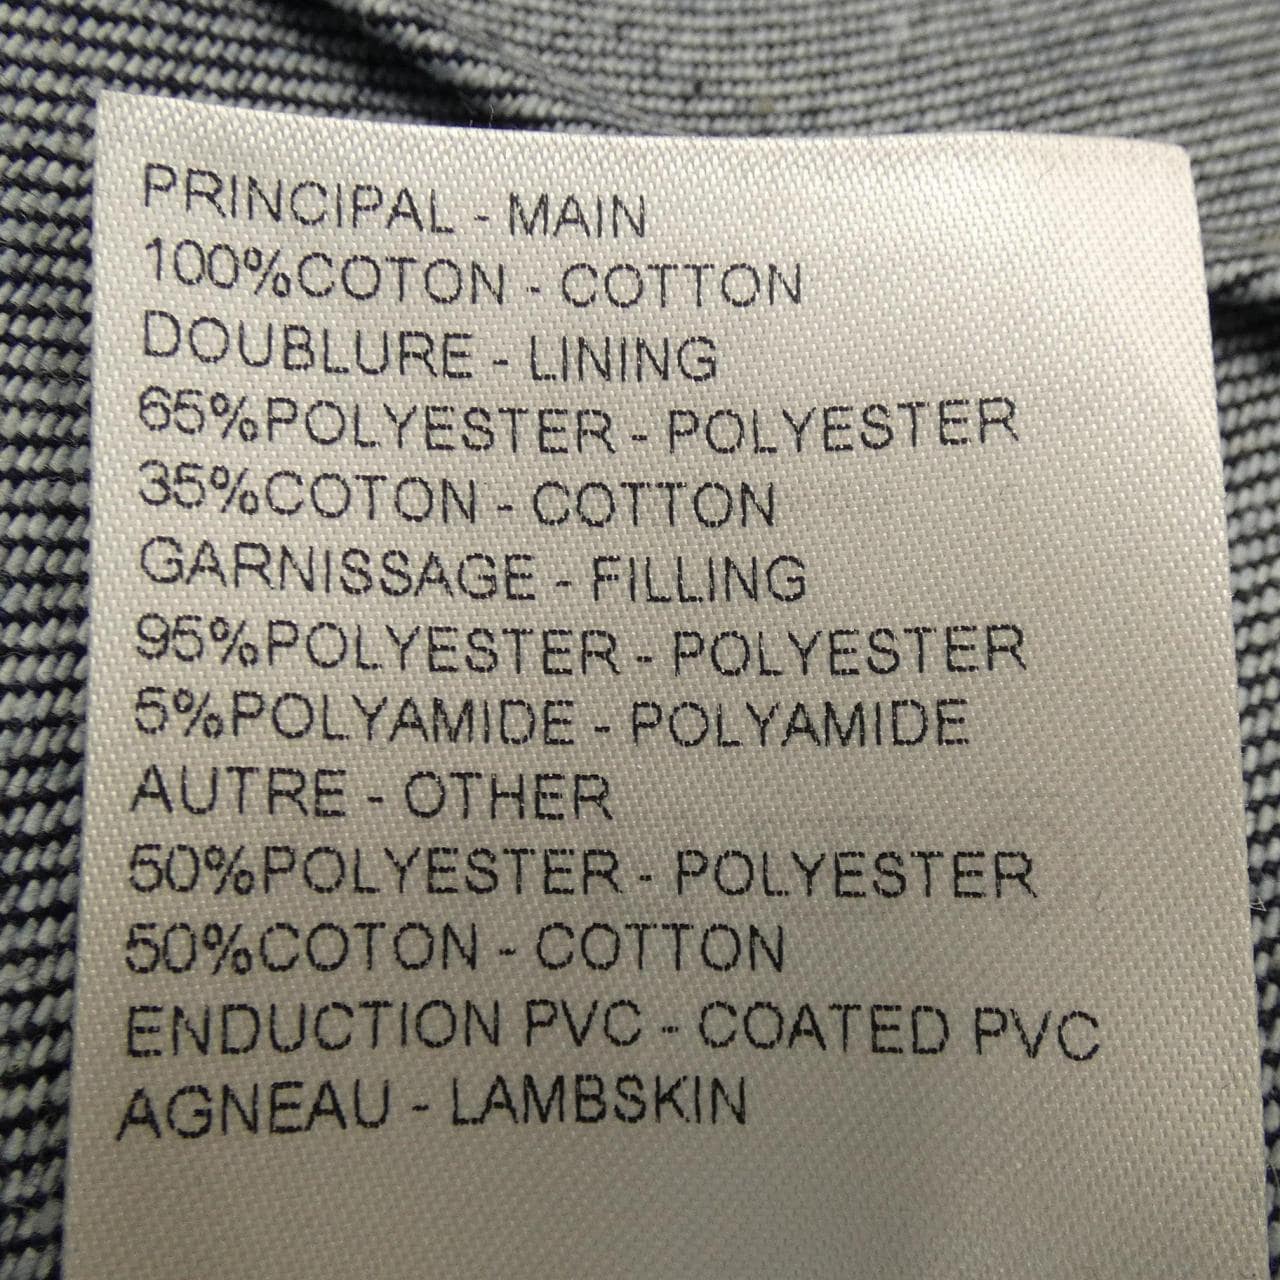 PRINCIPAL - MAIN
100%COTON - COTTON
DOUBLURE - LINING
65%POLYESTER - POLYESTER
35%COTON - COTTON
GARNISSAGE - FILLING
95%POLYESTER - POLYESTER
5%POLYAMIDE - POLYAMIDE
AUTRE - OTHER
50%POLYESTER - POLYESTER
50%COTON - COTTON
ENDUCTION PVC - COATED PVC
AGNEAU - LAMBSKIN